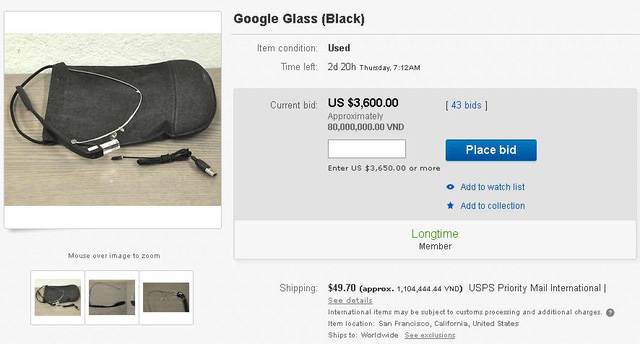 Google Glass (Black)
Item condition: Used
Time left: 2d 20h Thursday, 7:12AM
Current bid: US $3,600.00 [ 43 bids ]
Approximately
80,000,000.00 VND
Place bid
Enter US $3,650.00 or more
Add to watch list
Add to collection
Longtime
Member
Mouse over image to zoom
Shipping: $49.70 (approx. 1,104,444.44 VND) USPS Priority Mail International |
See details
International items may be subject to customs processing and additional charges. ?
Item location: San Francisco, California, United States
Ships to: Worldwide See exclusions